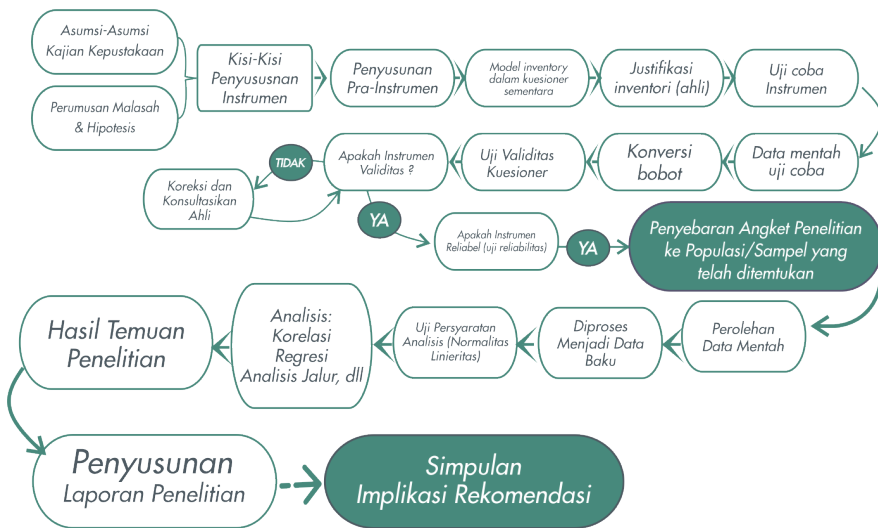 Asumsi-Asumsi
Kajian Kepustakaan
Perumusan Malasah
& Hipotesis
Kisi-Kisi
Penyususnan
Instrumen
Penyusunan
Pra-Instrumen
Model inventory
dalam kuesioner
sementara
Justifikasi
inventori (ahli)
Uji coba
Instrumen
Data mentah
uji coba
Konversi
bobot
Uji Validitas
Kuesioner
Apakah Instrumen
Validitas ?
TIDAK
Koreksi dan
Konsultasikan
Ahli
YA
Apakah Instrumen
Reliabel (uji reliabilitas)
YA
Penyebaran Angket Penelitian
ke Populasi/Sampel yang
telah ditemtukan
Perolehan
Data Mentah
Diproses
Menjadi Data
Baku
Uji Persyaratan
Analisis (Normalitas
Linieritas)
Analisis:
Korelasi
Regresi
Analisis Jalur, dll
Hasil Temuan
Penelitian
Penyusunan
Laporan Penelitian
Simpulan
Implikasi Rekomendasi